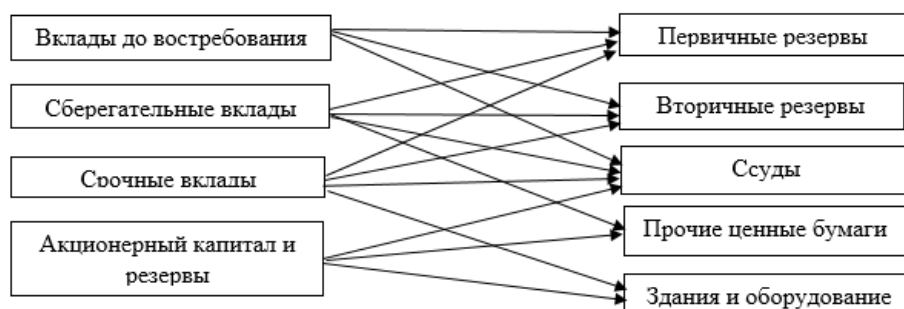 Вклады до востребования
Сберегательные вклады
Срочные вклады
Акционерный капитал и
резервы
Первичные резервы
Вторичные резервы
Ссуды
Прочие ценные бумаги
Здания и оборудование